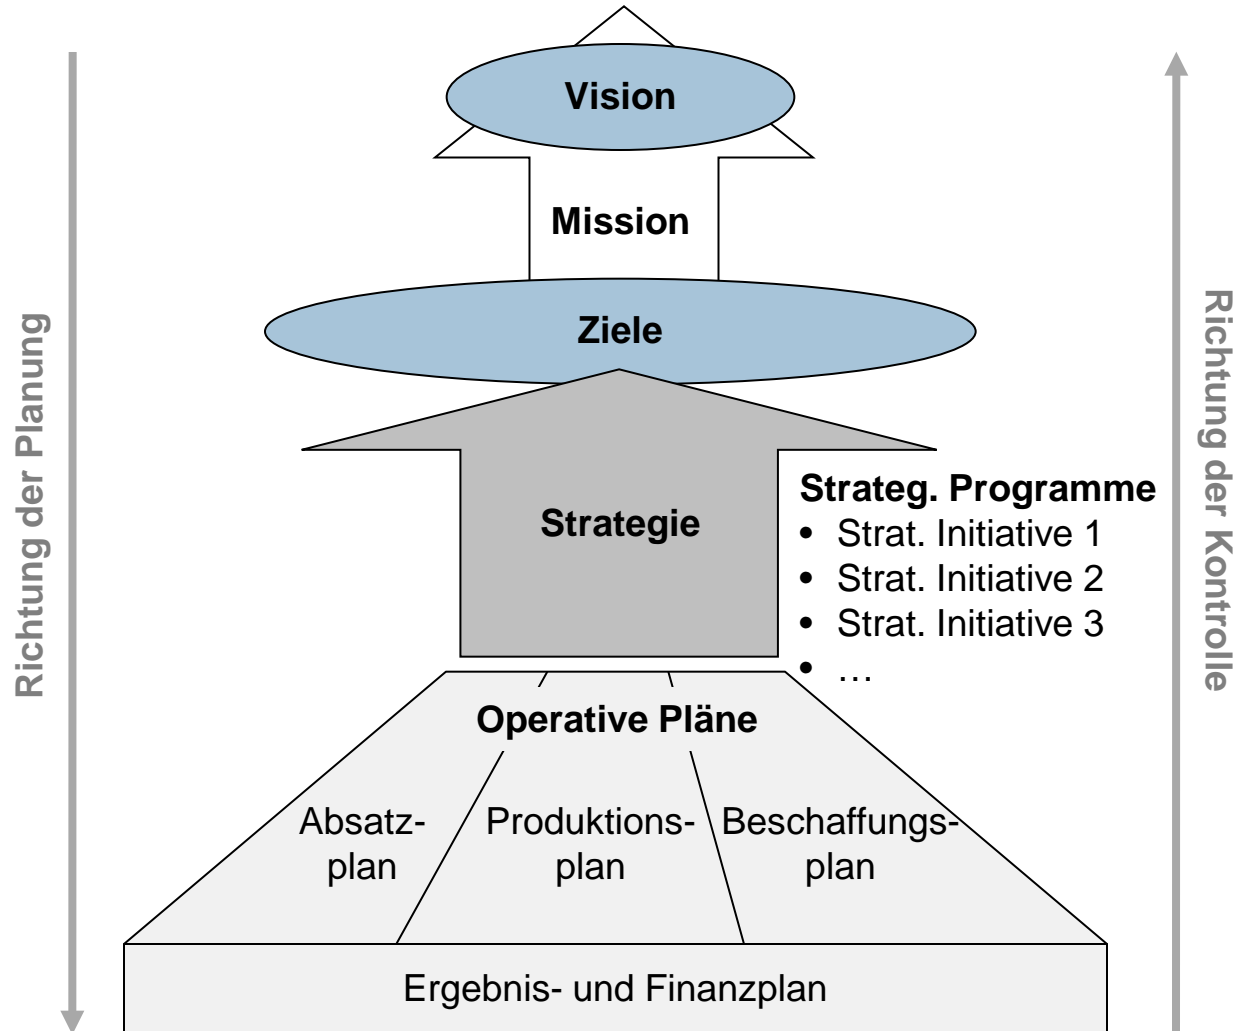 Vision
Mission
Ziele
Richtung der Planung
Richtung der Kontrolle
Strategie
Strateg. Programme
• Strat. Initiative 1
• Strat. Initiative 2
• Strat. Initiative 3
• …
Operative Pläne
Absatz-
plan
Produktions-
plan
Beschaffungs-
plan
Ergebnis- und Finanzplan